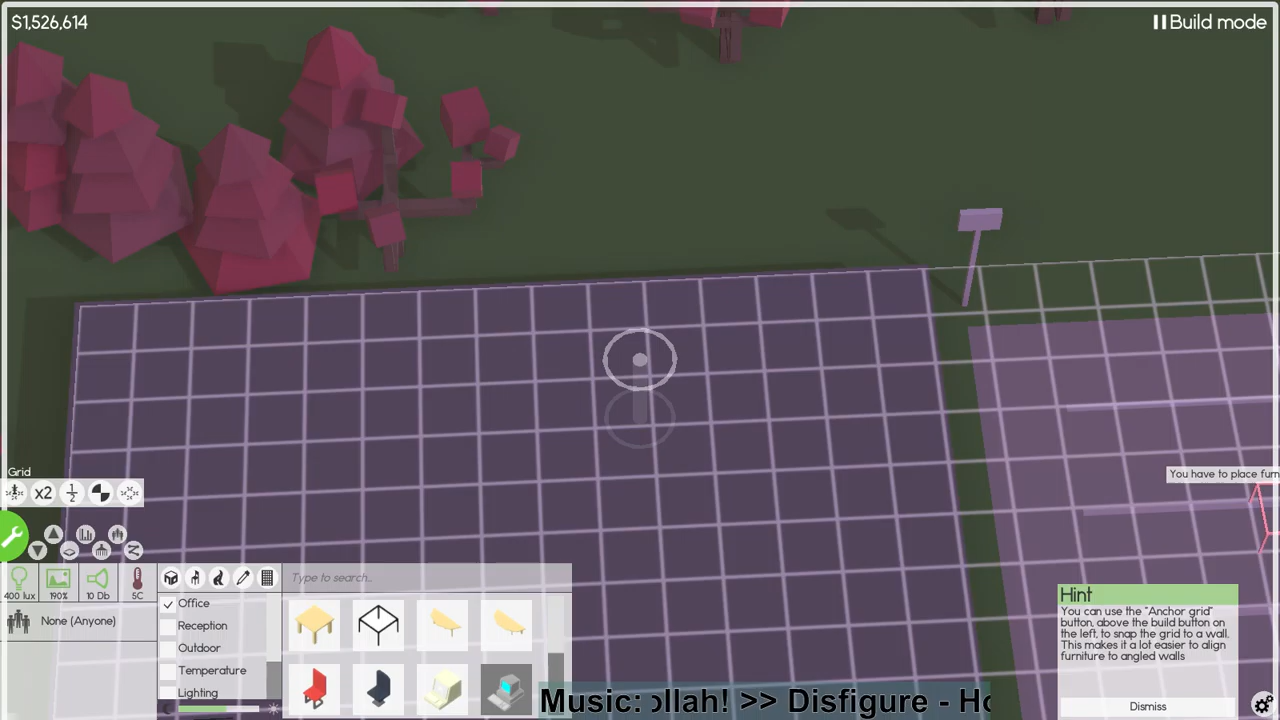 $1,526,614
Build mode
Grid
x2
1/2
You have to place furn
Type to search..
400 lux
190%
10 Db
5C
None (Anyone)
Office
Reception
Outdoor
Temperature
Lighting
Hint
You can use the "Anchor grid"
button, above the build button on
the left, to snap the grid to a wall.
This makes it a lot easier to align
furniture to angled walls
Dismiss
Music: ollah! >> Disfigure - Ho